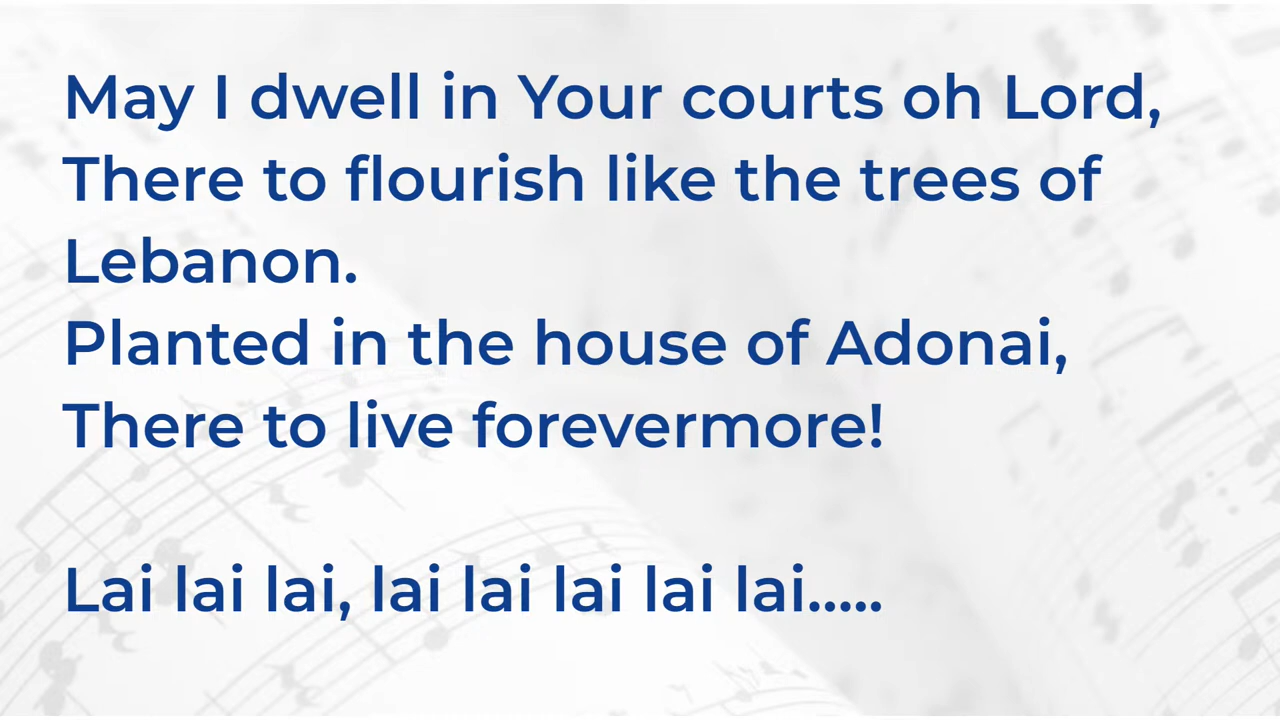 May I dwell in Your courts oh Lord,
There to flourish like the trees of
Lebanon.
Planted in the house of Adonai,
There to live forevermore!
Lai lai lai, lai lai lai lai lai.....